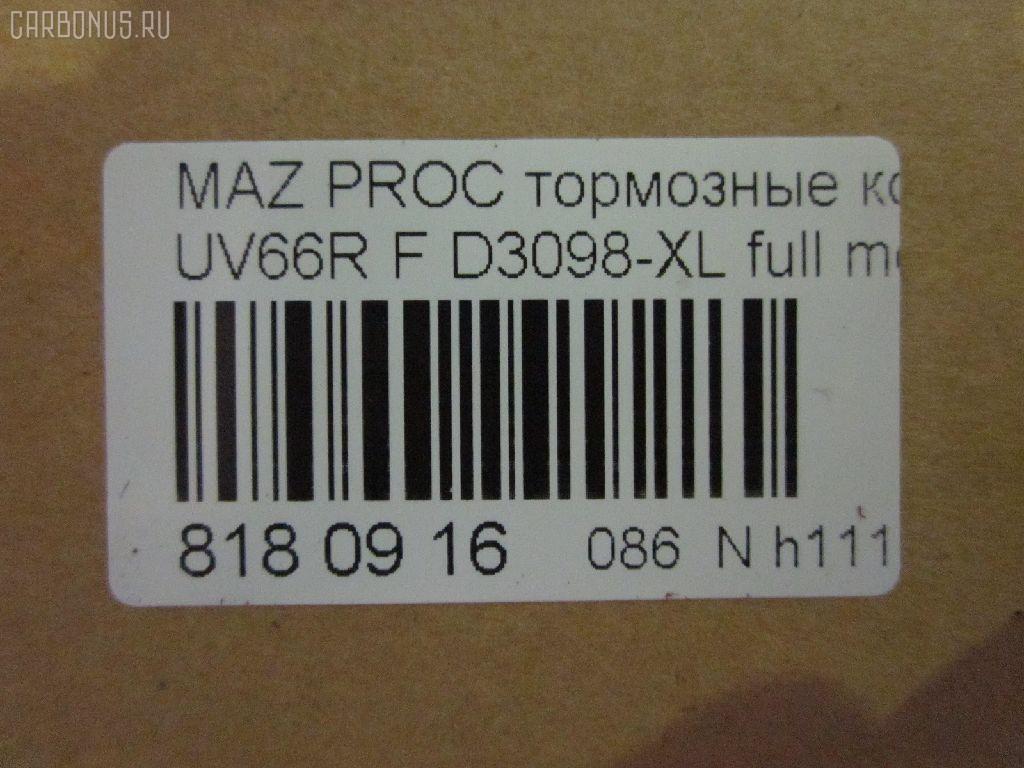 CARBONUS.RU
MAZ PROC тормозные
UV66R F D3098-XL full
818 09 16 086 N h111